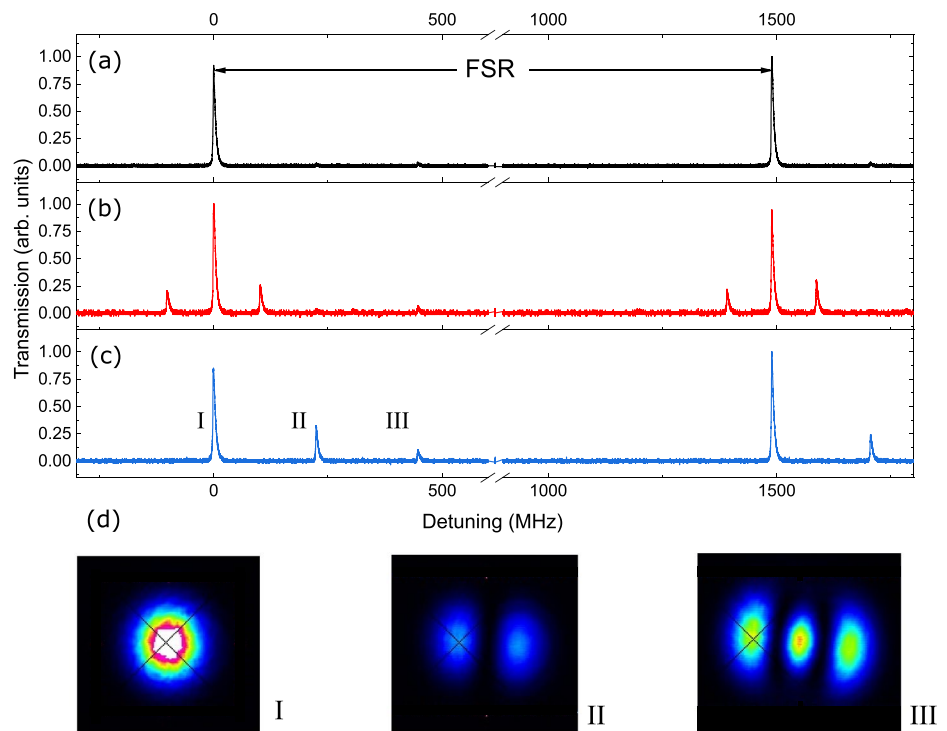 0 500 1000 1500
(a)
FSR
1.00
0.75
0.50
0.25
0.00
(b)
1.00
0.75
0.50
0.25
0.00
(c)
1.00
0.75
0.50
0.25
0.00
I II III
Transmission (arb. units)
0 500 1000 1500
Detuning (MHz)
(d)
I II III